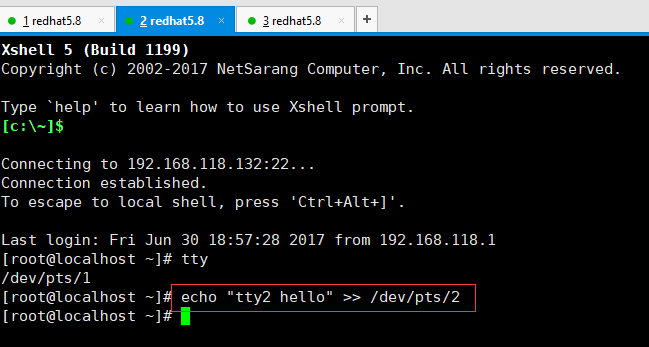 1 redhat5.8 × 2 redhat5.8 × 3 redhat5.8 × +
Xshell 5 (Build 1199)
Copyright (c) 2002-2017 NetSarang Computer, Inc. All rights reserved.
Type `help' to learn how to use Xshell prompt.
[c:\~]$
Connecting to 192.168.118.132:22...
Connection established.
To escape to local shell, press 'Ctrl+Alt+]'.
Last login: Fri Jun 30 18:57:28 2017 from 192.168.118.1
[root@localhost ~]# tty
/dev/pts/1
[root@localhost ~]# echo "tty2 hello" >> /dev/pts/2
[root@localhost ~]#